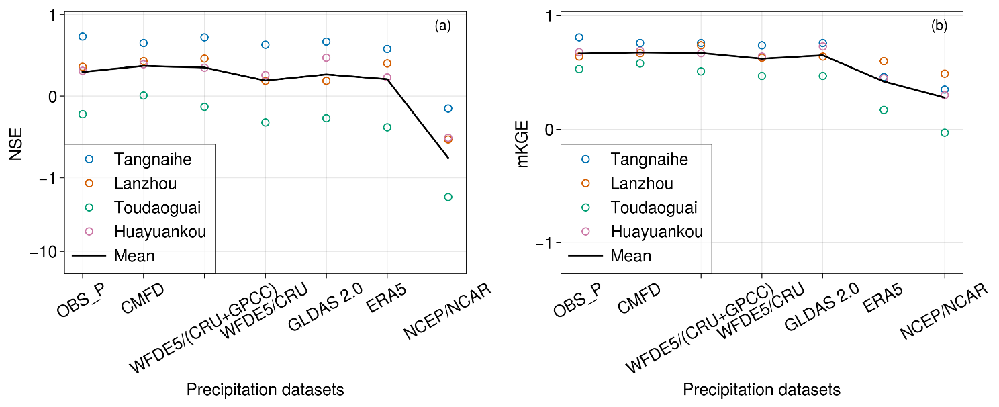 (a)
1
0
−1
−10
NSE
Tangnaihe
Lanzhou
Toudaoguai
Huayuankou
Mean
OBS_P
CMFD
WFDE5/(CRU+GPCC)
WFDE5/CRU
GLDAS 2.0
ERA5
NCEP/NCAR
Precipitation datasets
(b)
1
0
−1
mKGE
Tangnaihe
Lanzhou
Toudaoguai
Huayuankou
Mean
OBS_P
CMFD
WFDE5/(CRU+GPCC)
WFDE5/CRU
GLDAS 2.0
ERA5
NCEP/NCAR
Precipitation datasets